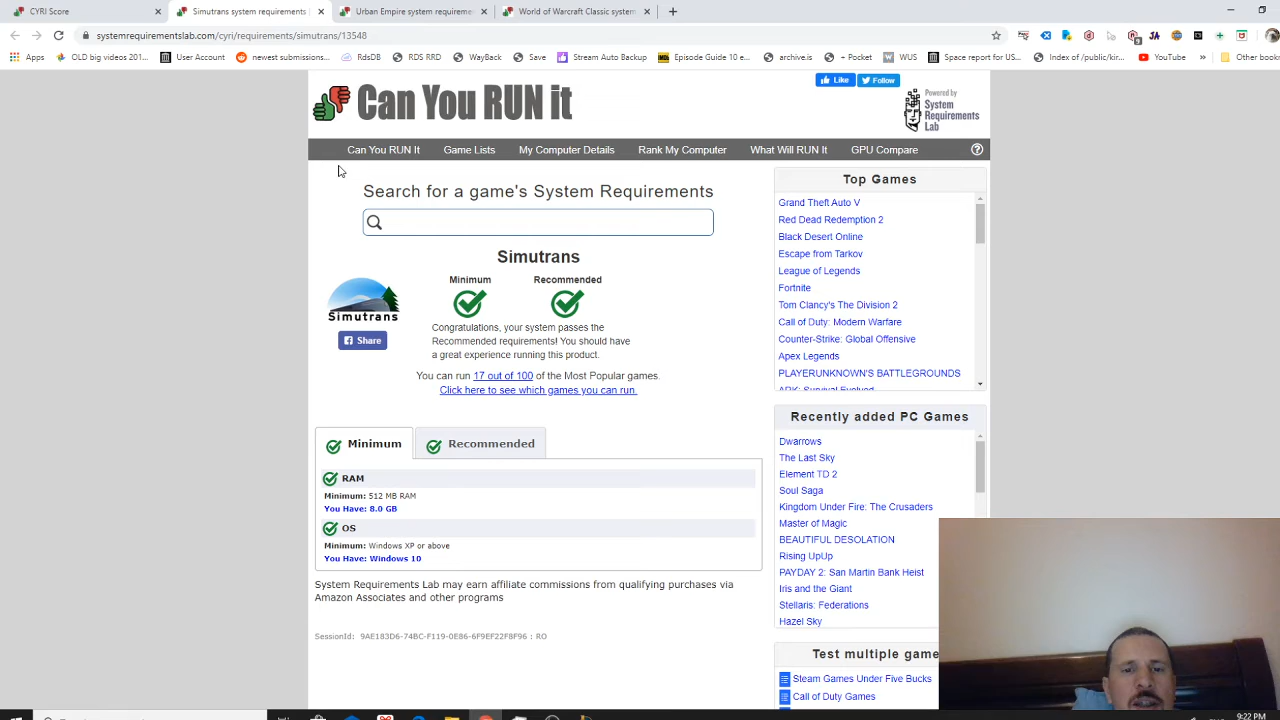 CYRI Score
Simutrans system requirements
Urban Empire system requireme
World of Warcraft Classic system
systemrequirementslab.com/cyri/requirements/simutrans/13548
Apps
OLD big videos 201...
User Account
newest submissions...
RdsDB
RDS RRD
WayBack
Save
Stream Auto Backup
Episode Guide 10 e...
archive.is
+ Pocket
WUS
Space report for US...
Index of /public/kir...
YouTube
»
Other book
Like
Follow
Can You RUN it
Powered by
System
Requirements
Lab
Can You RUN It
Game Lists
My Computer Details
Rank My Computer
What Will RUN It
GPU Compare
?
Search for a game's System Requirements
Simutrans
Minimum
Recommended
Simutrans
Share
Congratulations, your system passes the
Recommended requirements! You should have
a great experience running this product.
You can run 17 out of 100 of the Most Popular games.
Click here to see which games you can run.
Minimum
Recommended
RAM
Minimum: 512 MB RAM
You Have: 8.0 GB
OS
Minimum: Windows XP or above
You Have: Windows 10
System Requirements Lab may earn affiliate commissions from qualifying purchases via
Amazon Associates and other programs
SessionId: 9AE183D6-74BC-F119-0E86-6F9EF22F8F96 : RO
Top Games
Grand Theft Auto V
Red Dead Redemption 2
Black Desert Online
Escape from Tarkov
League of Legends
Fortnite
Tom Clancy's The Division 2
Call of Duty: Modern Warfare
Counter-Strike: Global Offensive
Apex Legends
PLAYERUNKNOWN'S BATTLEGROUNDS
ARK: Survival Evolved
Recently added PC Games
Dwarrows
The Last Sky
Element TD 2
Soul Saga
Kingdom Under Fire: The Crusaders
Master of Magic
BEAUTIFUL DESOLATION
Rising UpUp
PAYDAY 2: San Martin Bank Heist
Iris and the Giant
Stellaris: Federations
Hazel Sky
Test multiple game
Steam Games Under Five Bucks
Call of Duty Games
9:22 PM